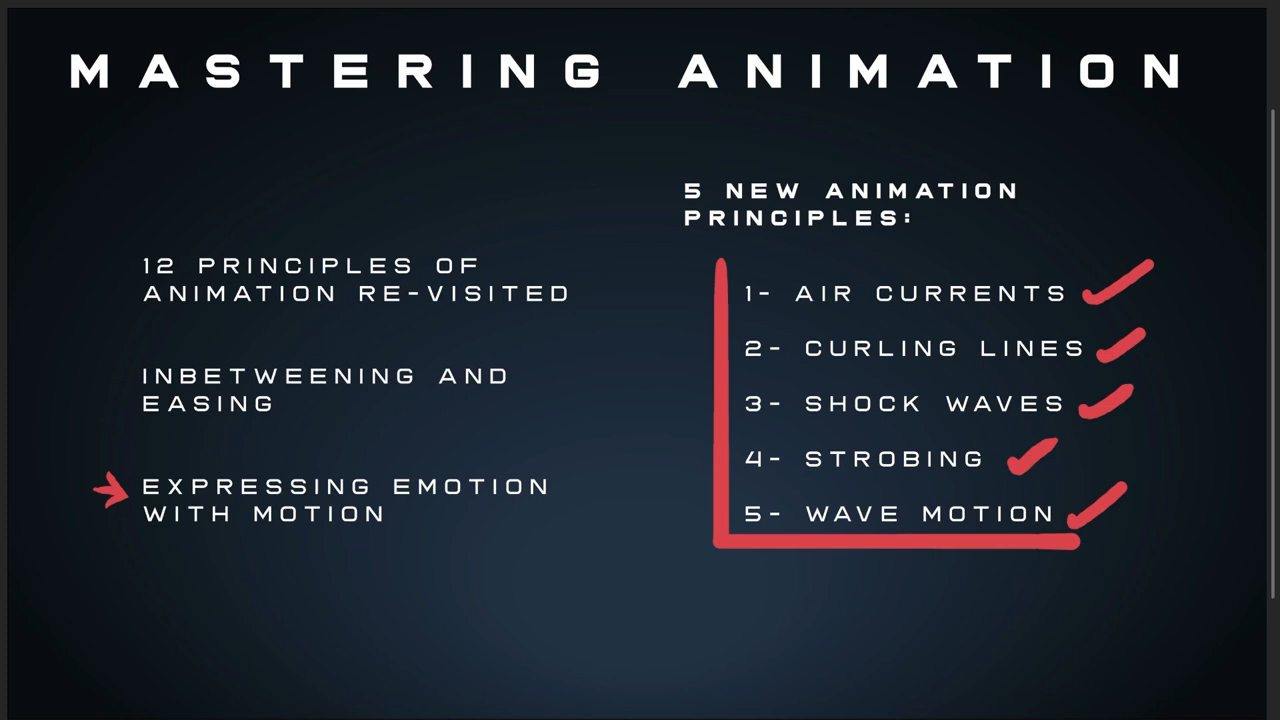 MASTERING ANIMATION
12 PRINCIPLES OF
ANIMATION RE-VISITED
INBETWEENING AND
EASING
EXPRESSING EMOTION
WITH MOTION
5 NEW ANIMATION
PRINCIPLES:
1- AIR CURRENTS
2- CURLING LINES
3- SHOCK WAVES
4- STROBING
5- WAVE MOTION